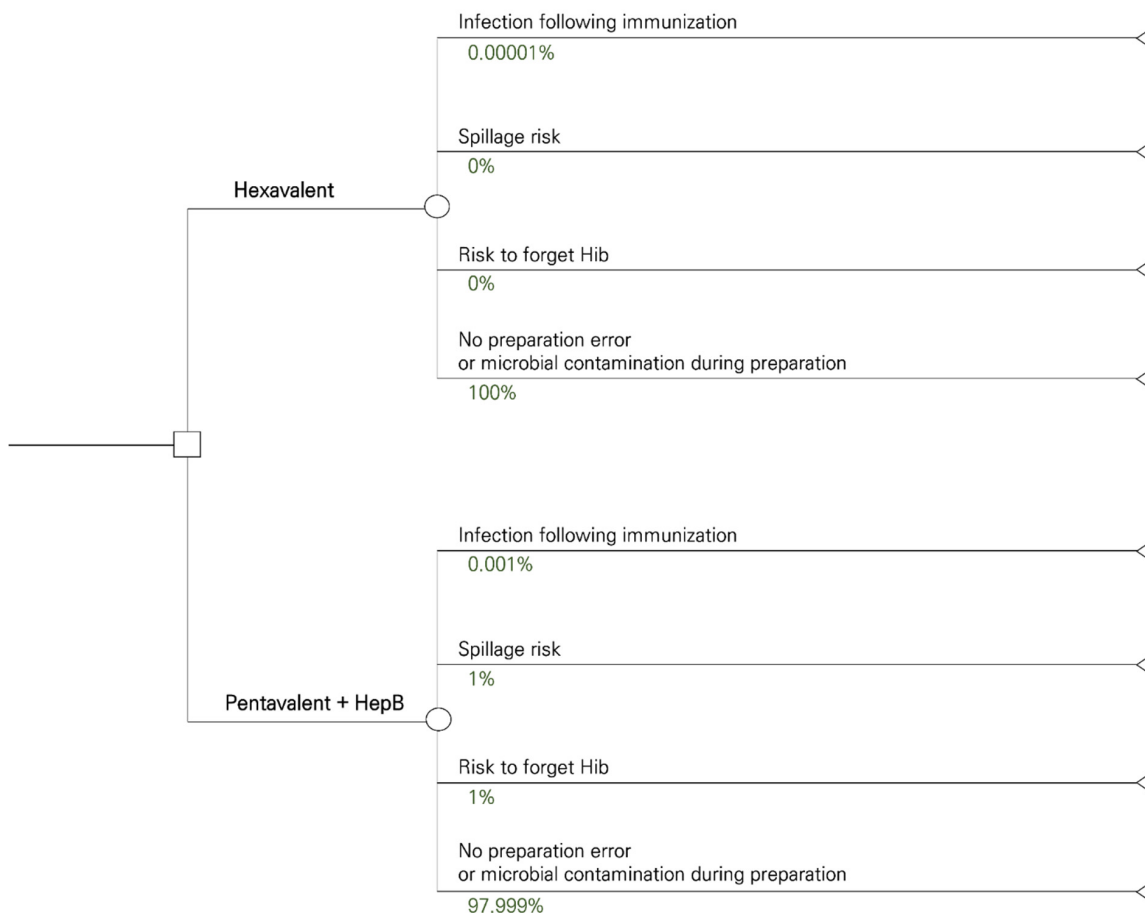 Infection following immunization
0.00001%
Spillage risk
0%
Hexavalent
Risk to forget Hib
0%
No preparation error
or microbial contamination during preparation
100%
Infection following immunization
0.001%
Spillage risk
1%
Pentavalent + HepB
Risk to forget Hib
1%
No preparation error
or microbial contamination during preparation
97.999%